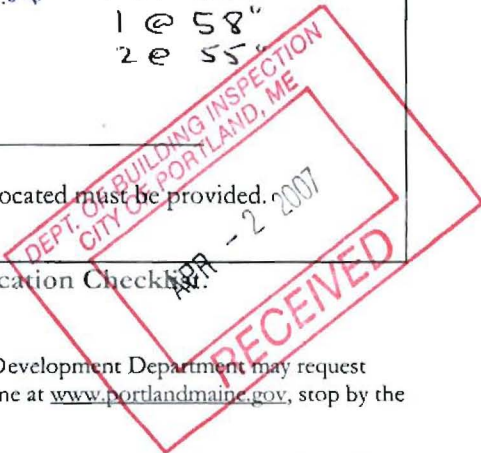 1 @ 58"
2 @ 55"
DEPT. OF BUILDING INSPECTION
CITY OF PORTLAND, ME
APR - 2 2007
RECEIVED
ocated must be provided.
cation Checklist.
Development Department may request
ne at www.portlandmaine.gov, stop by the